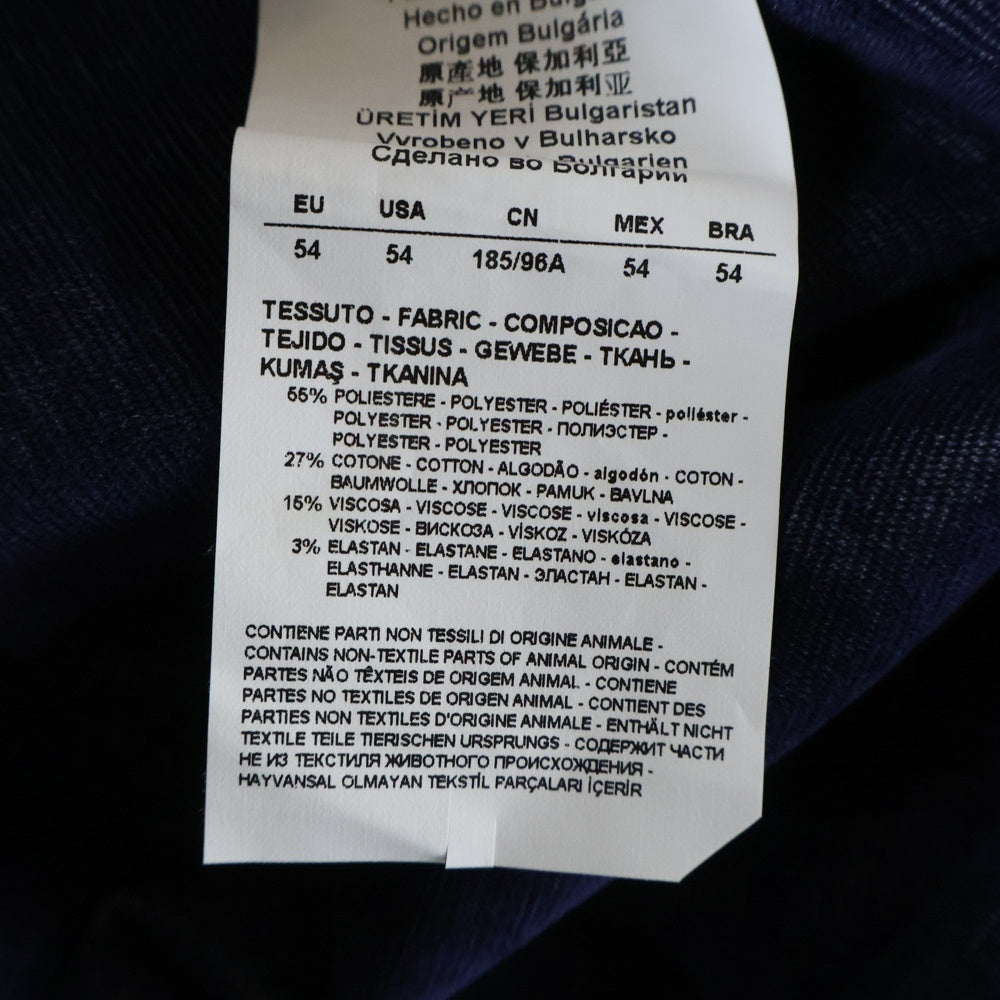 Hecho en Bulg
Origem Bulgária
原產地 保加利亞
原产地 保加利亚
ÜRETİM YERİ Bulgaristan
Vyrobeno v Bulharsko
Bulgarien
Сделано во Болгарии
EU USA CN MEX BRA
54 54 185/96A 54 54
TESSUTO - FABRIC - COMPOSICAO -
TEJIDO - TISSUS - GEWEBE - ТКАНЬ -
KUMAŞ - TKANINA
55% POLIESTERE - POLYESTER - POLIÉSTER - poliéster -
POLYESTER - POLYESTER - ПОЛИЭСТЕР -
POLYESTER - POLYESTER
27% COTONE - COTTON - ALGODÃO - algodón - COTON -
BAUMWOLLE - ХЛОПОК - PAMUK - BAVLNA
15% VISCOSA - VISCOSE - VISCOSE - viscosa - VISCOSE -
VISKOSE - ВИСКОЗА - VİSKOZ - VISKÓZA
3% ELASTAN - ELASTANE - ELASTANO - elastano -
ELASTHANNE - ELASTAN - ЭЛАСТАН - ELASTAN -
ELASTAN
CONTIENE PARTI NON TESSILI DI ORIGINE ANIMALE -
CONTAINS NON-TEXTILE PARTS OF ANIMAL ORIGIN - CONTÉM
PARTES NÃO TÊXTEIS DE ORIGEM ANIMAL - CONTIENE
PARTES NO TEXTILES DE ORIGEN ANIMAL - CONTIENT DES
PARTIES NON TEXTILES D'ORIGINE ANIMALE - ENTHÄLT NICHT
TEXTILE TEILE TIERISCHEN URSPRUNGS - СОДЕРЖИТ ЧАСТИ
НЕ ИЗ ТЕКСТИЛЯ ЖИВОТНОГО ПРОИСХОЖДЕНИЯ -
HAYVANSAL OLMAYAN TEKSTİL PARÇALARI İÇERİR